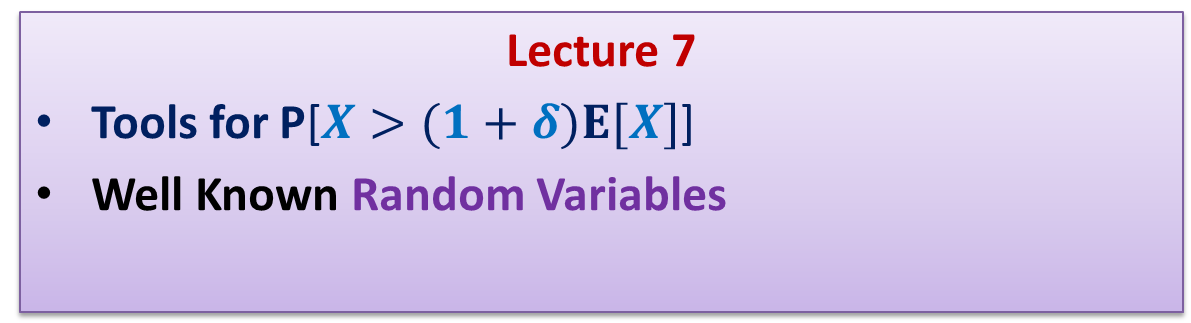 Lecture 7
• Tools for P[X > (1 + δ)E[X]]
• Well Known Random Variables